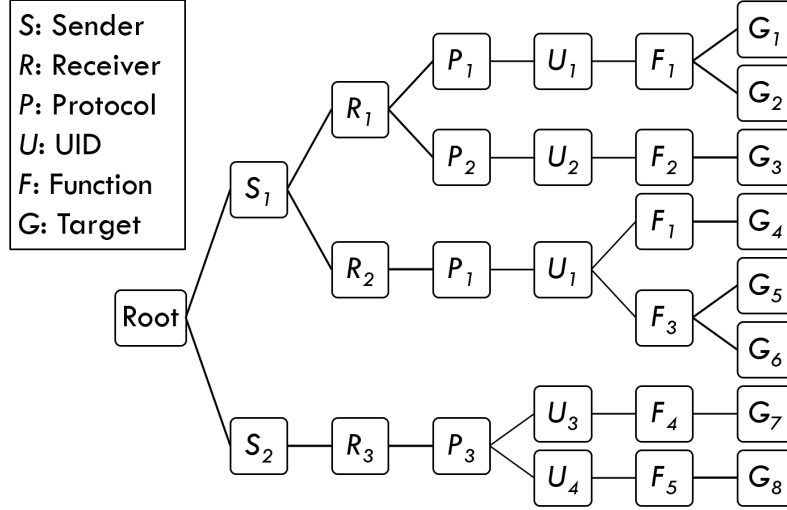 S: Sender
R: Receiver
P: Protocol
U: UID
F: Function
G: Target
Root
S1
S2
R1
R2
R3
P1
P2
P1
P3
U1
U2
U1
U3
U4
F1
F2
F1
F3
F4
F5
G1
G2
G3
G4
G5
G6
G7
G8